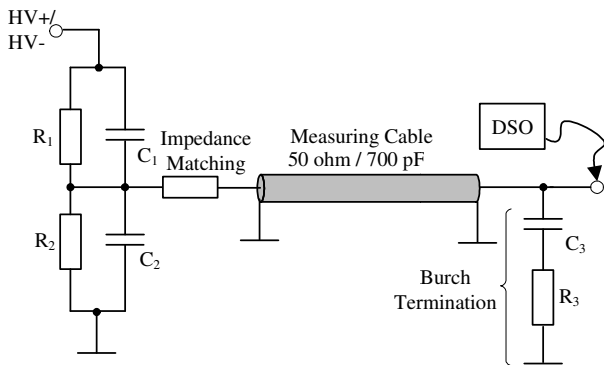 HV+/
HV-
R1
C1
Impedance
Matching
Measuring Cable
50 ohm / 700 pF
DSO
R2
C2
Burch
Termination
C3
R3